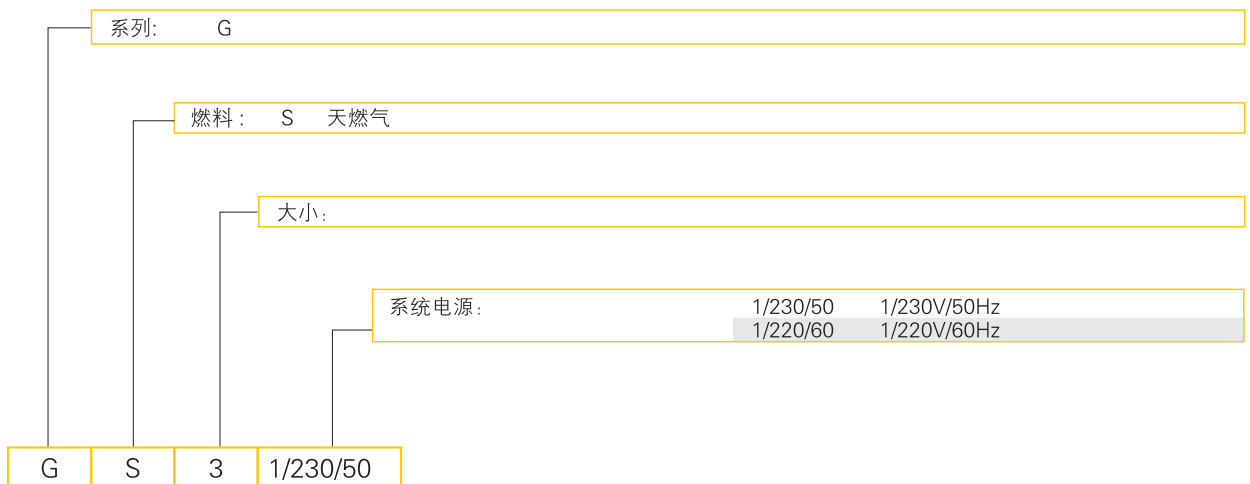 系列: G
燃料: S 天燃气
大小:
系统电源: 1/230/50 1/230V/50Hz
1/220/60 1/220V/60Hz
G S 3 1/230/50